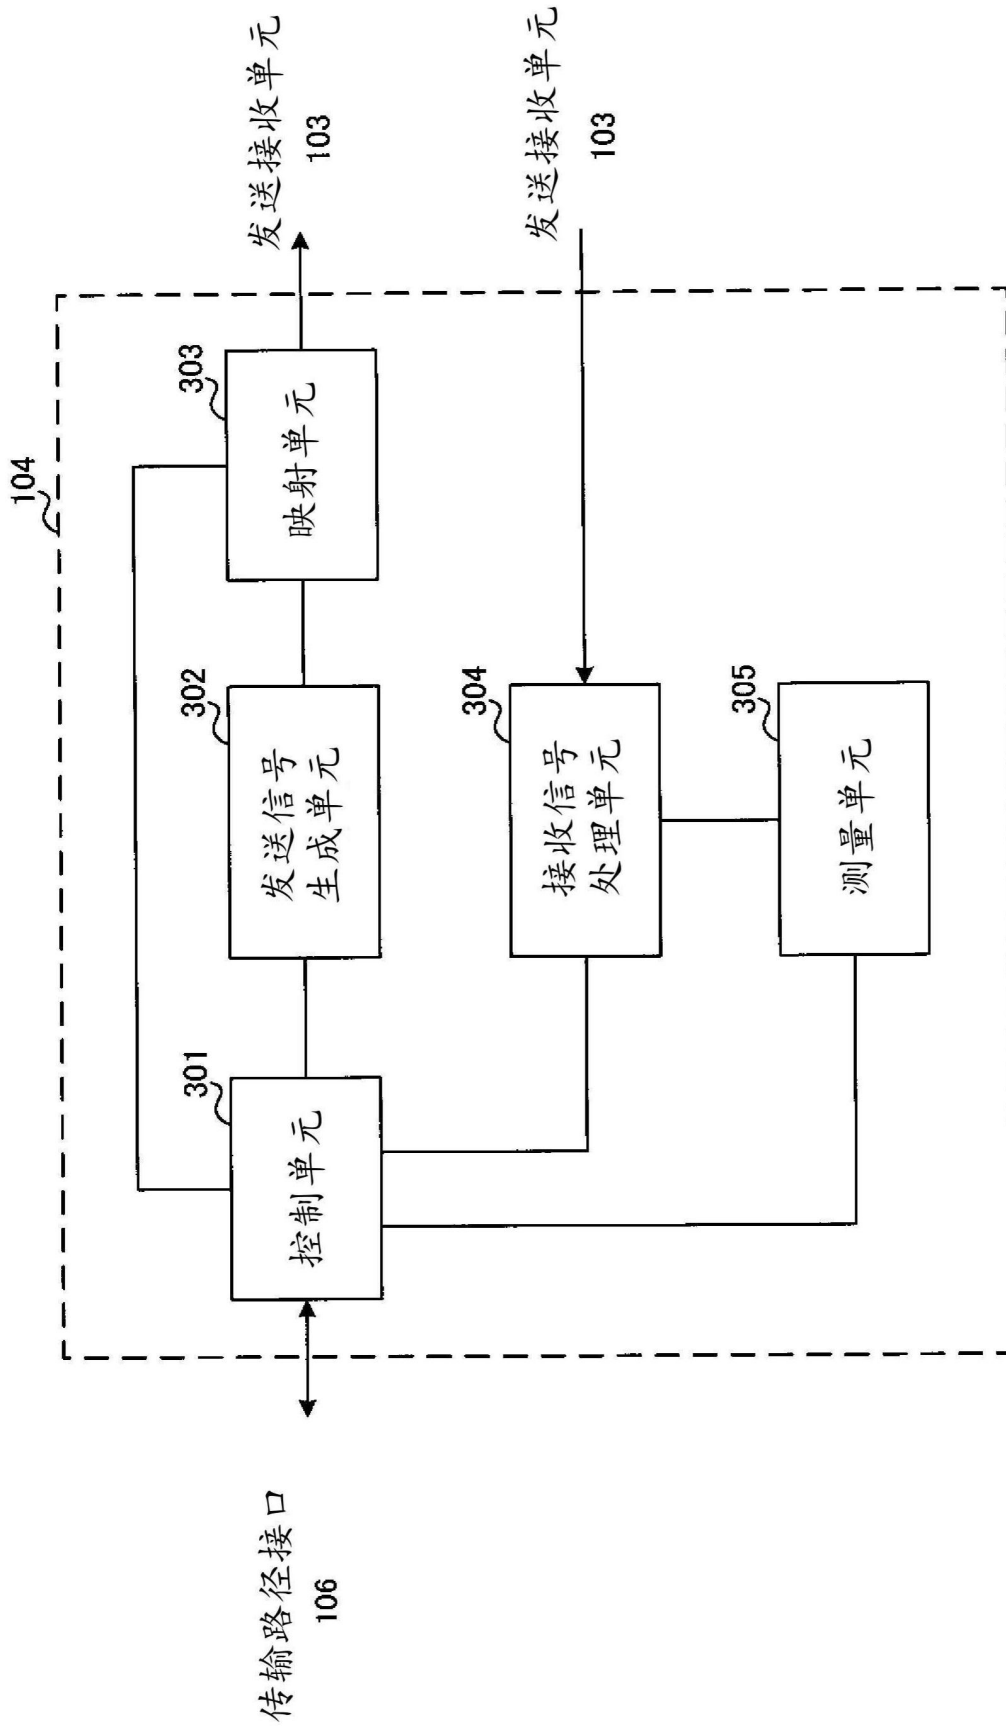 104
传输路径接口
106
301
控制单元
302
发送信号
生成单元
303
映射单元
发送接收单元
103
304
接收信号
处理单元
发送接收单元
103
305
测量单元